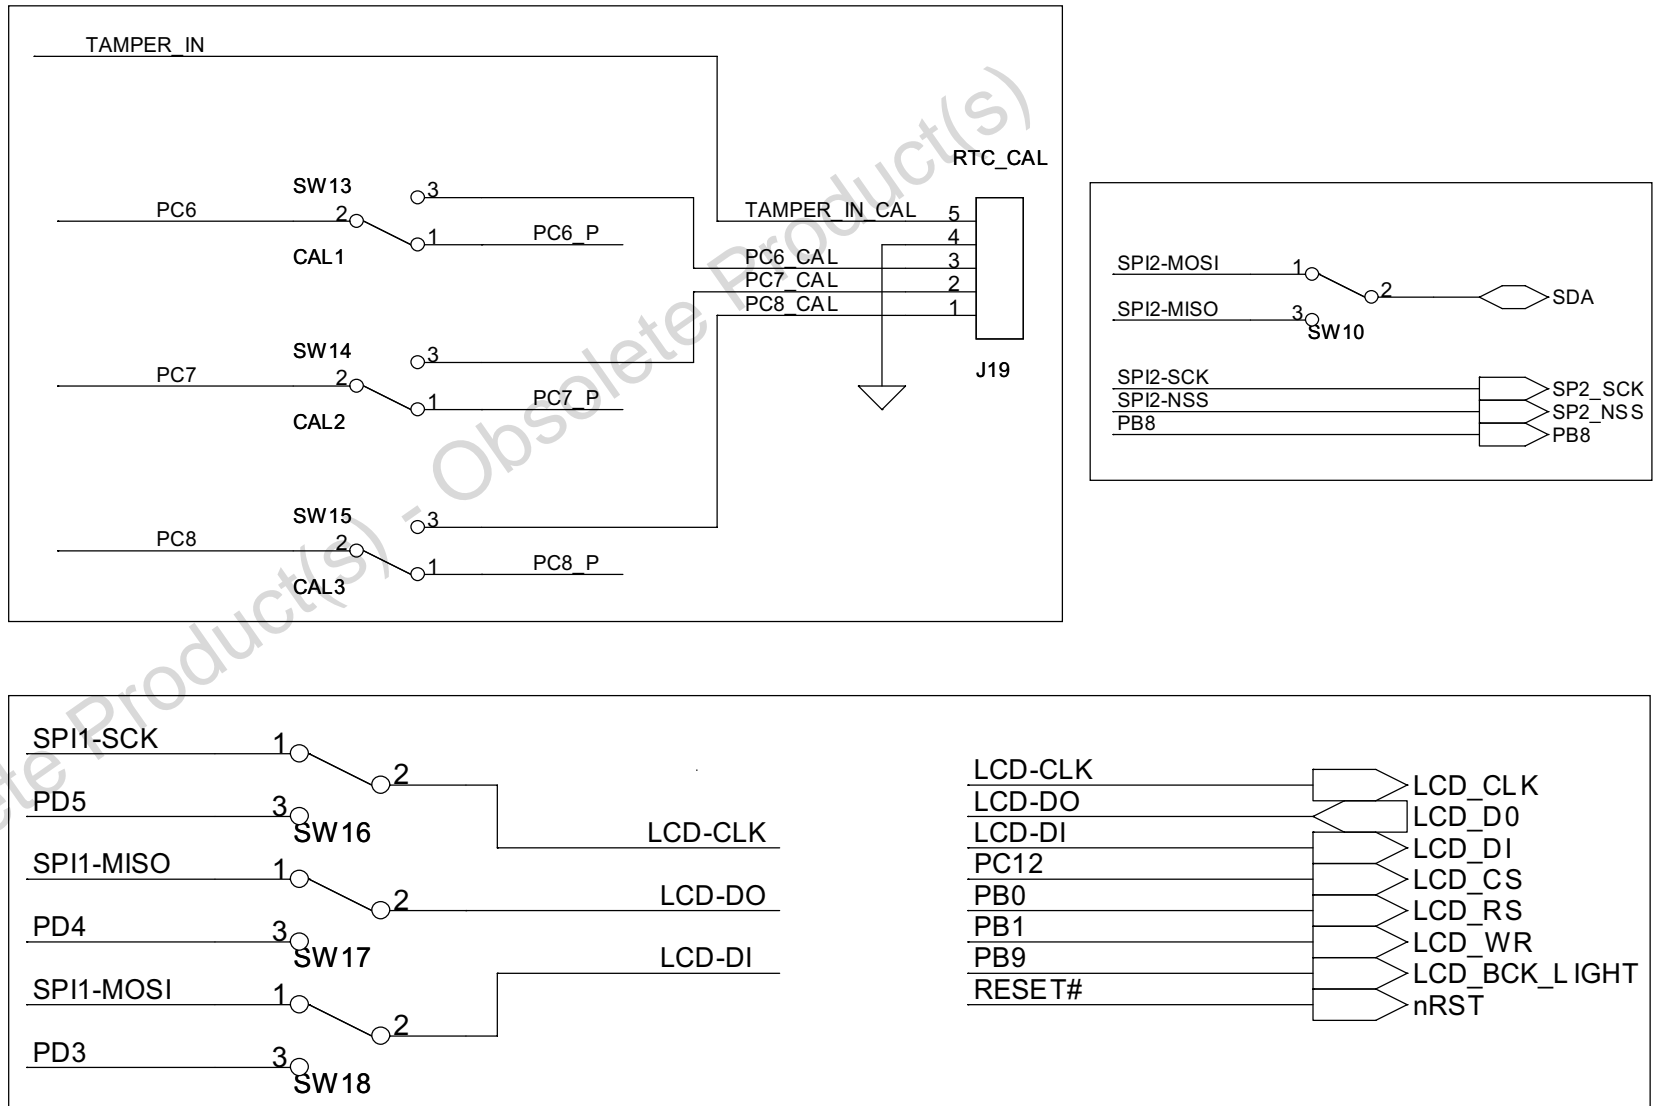 TAMPER_IN
RTC_CAL
SW13
3
PC6
2
1
PC6_P
CAL1
TAMPER_IN_CAL
5
4
PC6_CAL
3
PC7_CAL
2
PC8_CAL
1
J19
SW14
3
PC7
2
1
PC7_P
CAL2
SW15
3
PC8
2
1
PC8_P
CAL3
SPI2-MOSI
1
2
SDA
SPI2-MISO
3
SW10
SPI2-SCK
SP2_SCK
SPI2-NSS
SP2_NSS
PB8
PB8
Obsolete Product(s) - Obsolete Product(s)
SPI1-SCK
1
2
PD5
3
SW16
LCD-CLK
SPI1-MISO
1
2
LCD-DO
PD4
3
SW17
LCD-DI
SPI1-MOSI
1
2
PD3
3
SW18
LCD-CLK
LCD_CLK
LCD-DO
LCD_D0
LCD-DI
LCD_DI
PC12
LCD_CS
PB0
LCD_RS
PB1
LCD_WR
PB9
LCD_BCK_LIGHT
RESET#
nRST